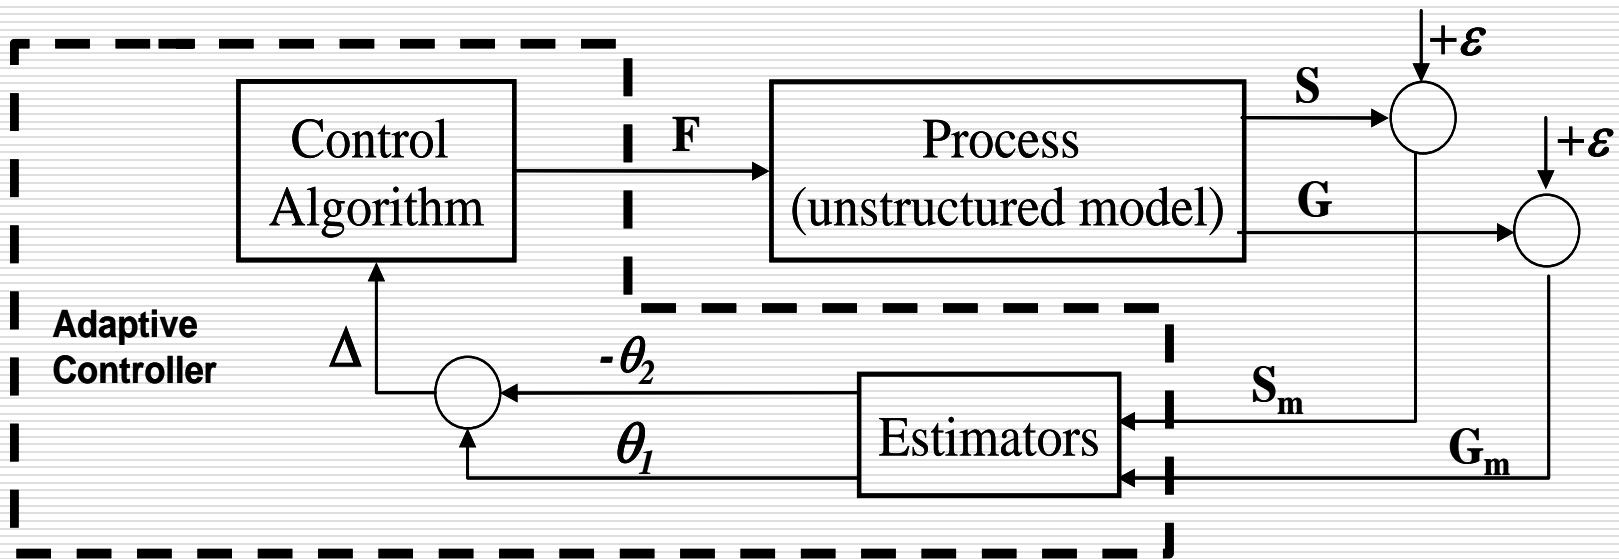 +ε
S
+ε
Control
Algorithm
F
Process
(unstructured model)
G
Adaptive
Controller
Δ
-θ2
Sm
Estimators
θ1
Gm